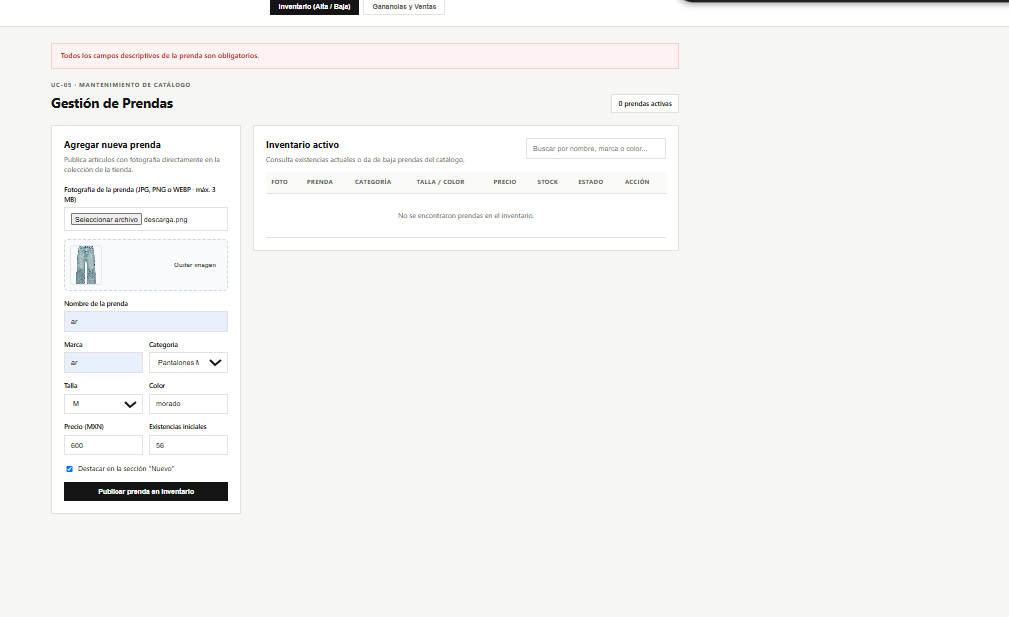 Inventario (Alta / Baja) Ganancias y Ventas
Todos los campos descriptivos de la prenda son obligatorios.
UC-05 · MANTENIMIENTO DE CATÁLOGO
Gestión de Prendas
0 prendas activas
Agregar nueva prenda
Publica artículos con fotografía directamente en la
colección de la tienda.
Fotografía de la prenda (JPG, PNG o WEBP · máx. 3
MB)
Seleccionar archivo descarga.png
Quitar imagen
Nombre de la prenda
ar
Marca Categoría
ar Pantalones
Talla Color
M morado
Precio (MXN) Existencias iniciales
600 56
Destacar en la sección "Nuevo"
Publicar prenda en inventario
Inventario activo
Consulta existencias actuales o da de baja prendas del catálogo.
Buscar por nombre, marca o color...
FOTO PRENDA CATEGORÍA TALLA / COLOR PRECIO STOCK ESTADO ACCIÓN
No se encontraron prendas en el inventario.